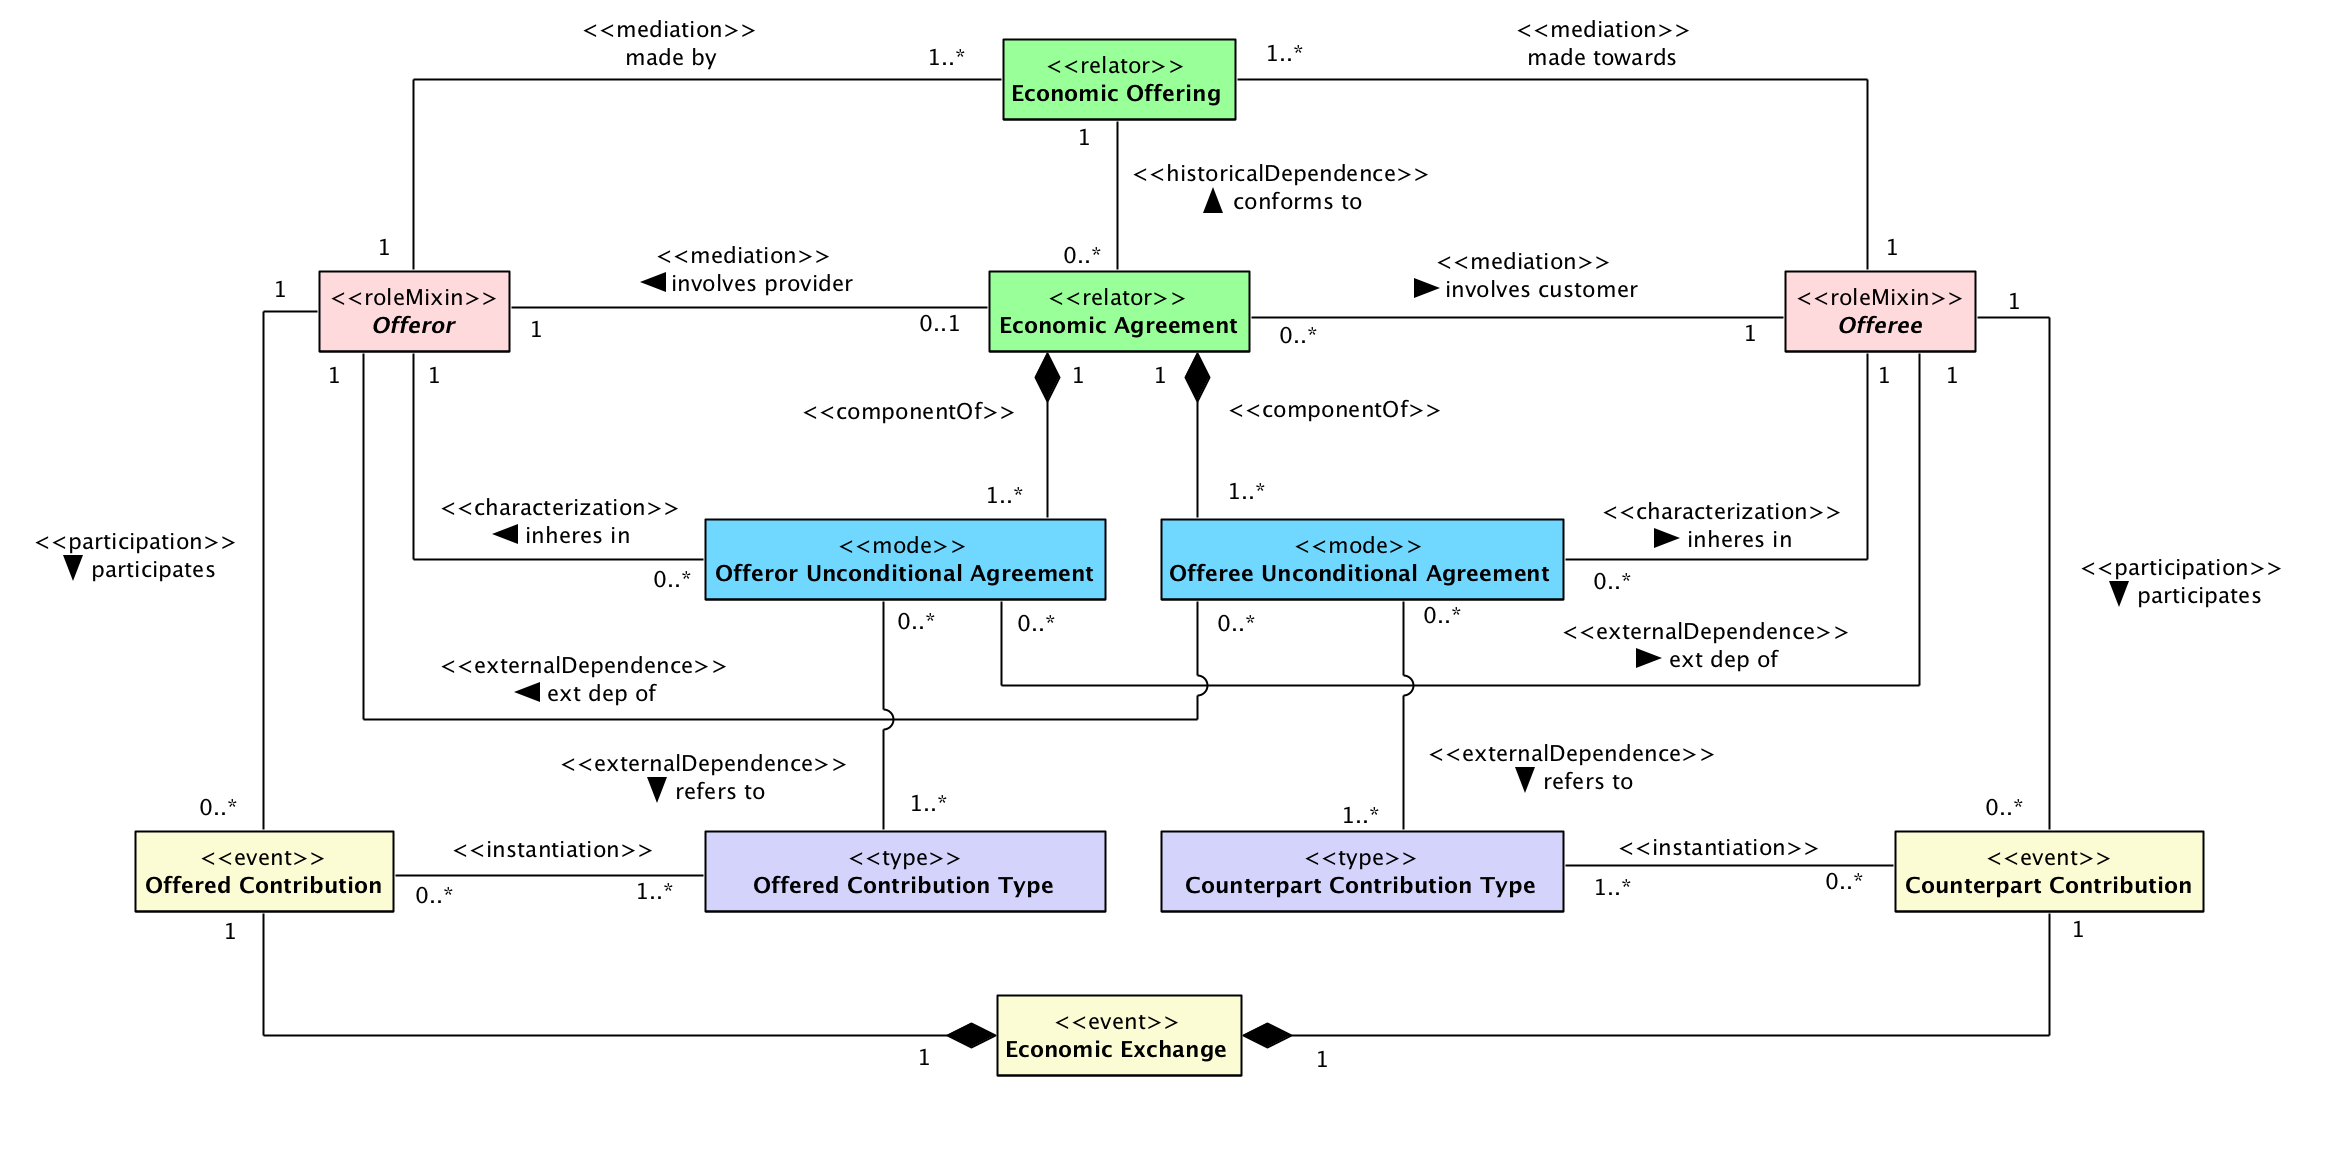 <<mediation>>
made by
1..*
<<relator>>
Economic Offering
1..*
<<mediation>>
made towards
1
<<historicalDependence>>
conforms to
0..*
1
1
1
<<roleMixin>>
Offeror
1
<<mediation>>
involves provider
0..1
<<relator>>
Economic Agreement
0..*
<<mediation>>
involves customer
1
<<roleMixin>>
Offeree
1
1
1
1
1
1
1
<<componentOf>>
<<componentOf>>
1..*
1..*
<<characterization>>
inheres in
0..*
<<mode>>
Offeror Unconditional Agreement
<<mode>>
Offeree Unconditional Agreement
<<characterization>>
inheres in
0..*
<<participation>>
participates
<<participation>>
participates
0..*
0..*
0..*
0..*
<<externalDependence>>
ext dep of
<<externalDependence>>
ext dep of
<<externalDependence>>
refers to
<<externalDependence>>
refers to
0..*
1..*
1..*
0..*
<<event>>
Offered Contribution
<<instantiation>>
0..*
1..*
<<type>>
Offered Contribution Type
<<type>>
Counterpart Contribution Type
<<instantiation>>
1..*
0..*
<<event>>
Counterpart Contribution
1
1
<<event>>
Economic Exchange
1
1